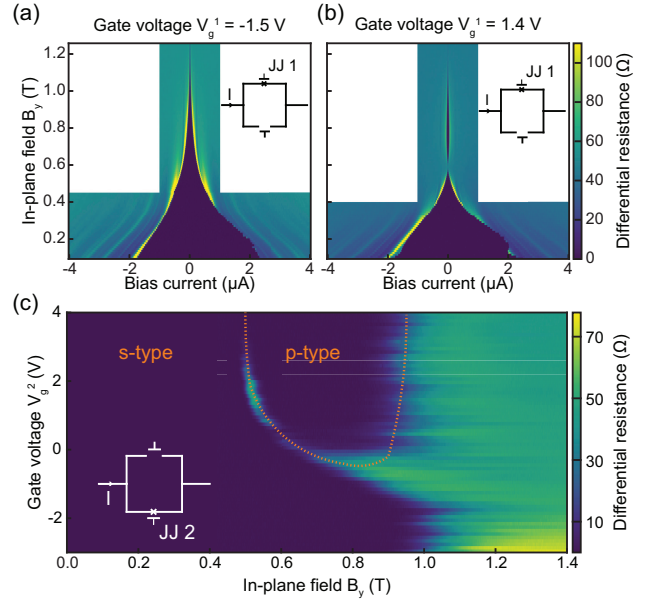 (a) Gate voltage V_g^1 = -1.5 V
(b) Gate voltage V_g^1 = 1.4 V
In-plane field B_y (T)
1.2
1.0
0.8
0.6
0.4
0.2
JJ 1
I
JJ 1
I
-4 -2 0 2 4
Bias current (μA)
-4 -2 0 2 4
Bias current (μA)
100
80
60
40
20
0
Differential resistance (Ω)
(c)
Gate voltage V_g^2 (V)
4
2
0
-2
s-type
p-type
I
JJ 2
0.0 0.2 0.4 0.6 0.8 1.0 1.2 1.4
In-plane field B_y (T)
70
50
30
10
Differential resistance (Ω)